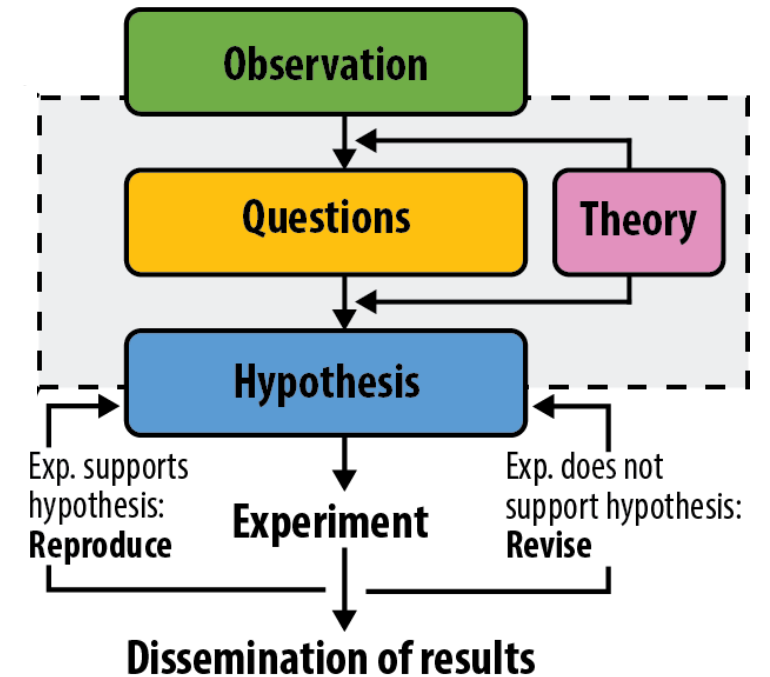 Observation
Questions
Theory
Hypothesis
Exp. supports
hypothesis:
Reproduce
Experiment
Exp. does not
support hypothesis:
Revise
Dissemination of results